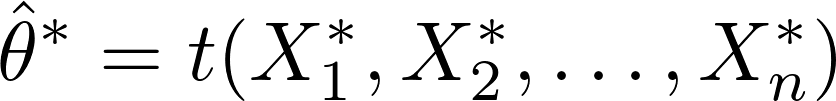 θ̂* = t(X₁*, X₂*, . . . , Xₙ*)